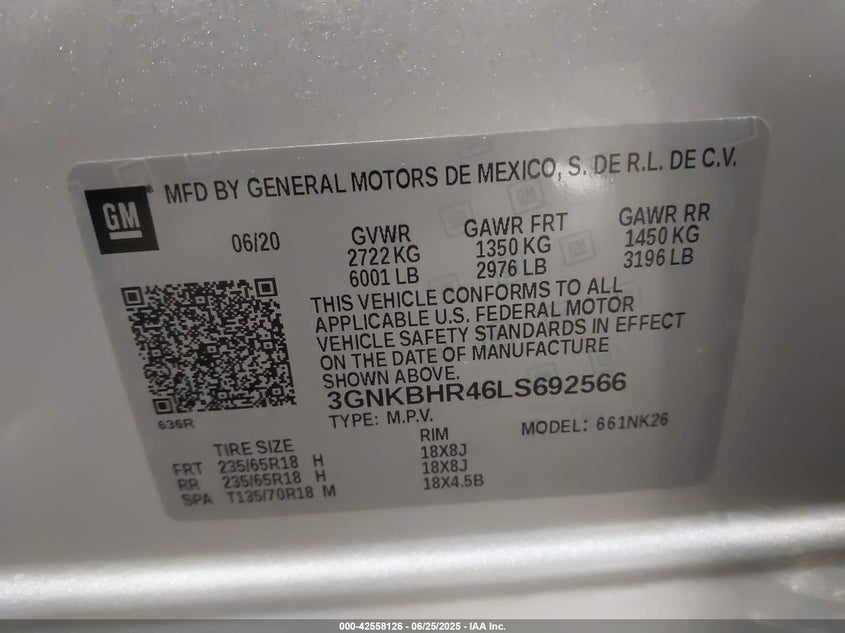 GM
MFD BY GENERAL MOTORS DE MEXICO, S. DE R.L. DE C.V.
06/20 GVWR GAWR FRT GAWR RR
2722 KG 1350 KG 1450 KG
6001 LB 2976 LB 3196 LB
THIS VEHICLE CONFORMS TO ALL
APPLICABLE U.S. FEDERAL MOTOR
VEHICLE SAFETY STANDARDS IN EFFECT
ON THE DATE OF MANUFACTURE
SHOWN ABOVE.
3GNKBHR46LS692566
636R TYPE: M.P.V. MODEL: 661NK26
TIRE SIZE RIM
FRT 235/65R18 H 18X8J
RR 235/65R18 H 18X8J
SPA T135/70R18 M 18X4.5B
000-42558126 - 06/25/2025 - IAA Inc.